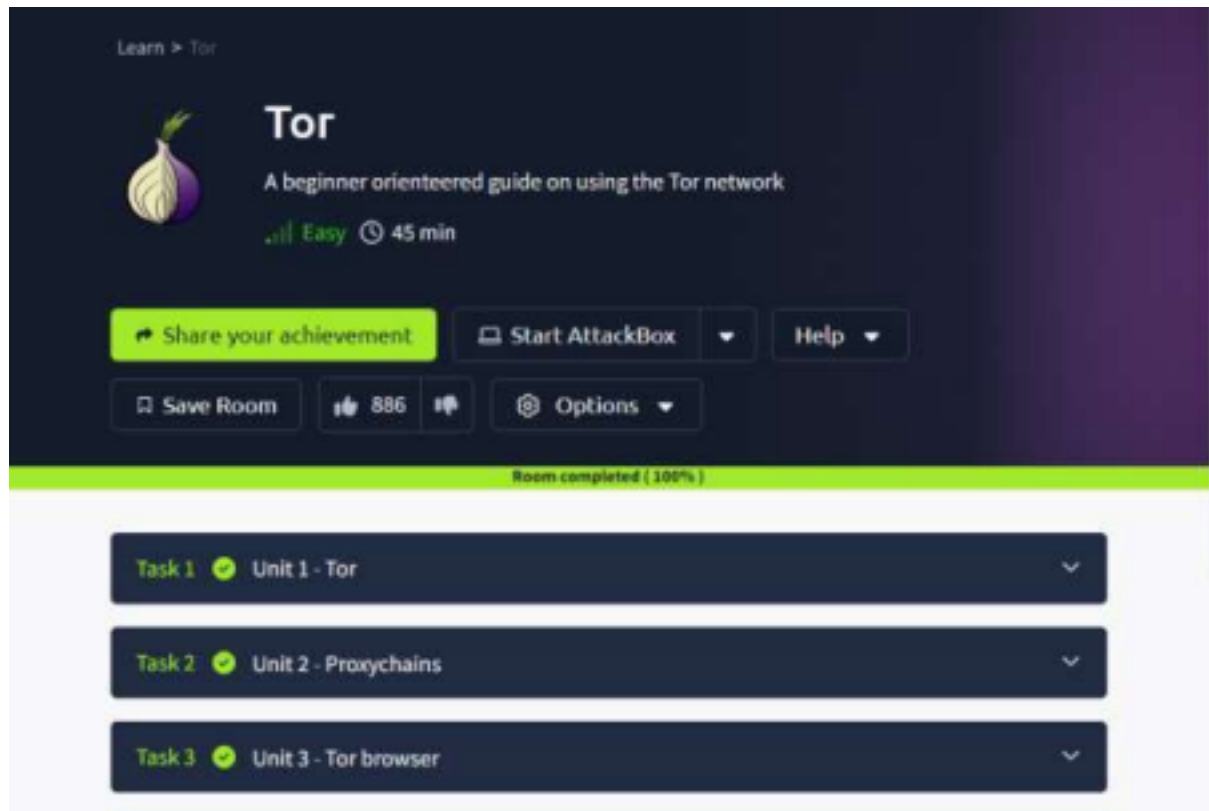 Learn > Tor
Tor
A beginner orienteered guide on using the Tor network
Easy 45 min
Share your achievement Start AttackBox Help
Save Room 886 Options
Room completed ( 100% )
Task 1 Unit 1 - Tor
Task 2 Unit 2 - Proxychains
Task 3 Unit 3 - Tor browser